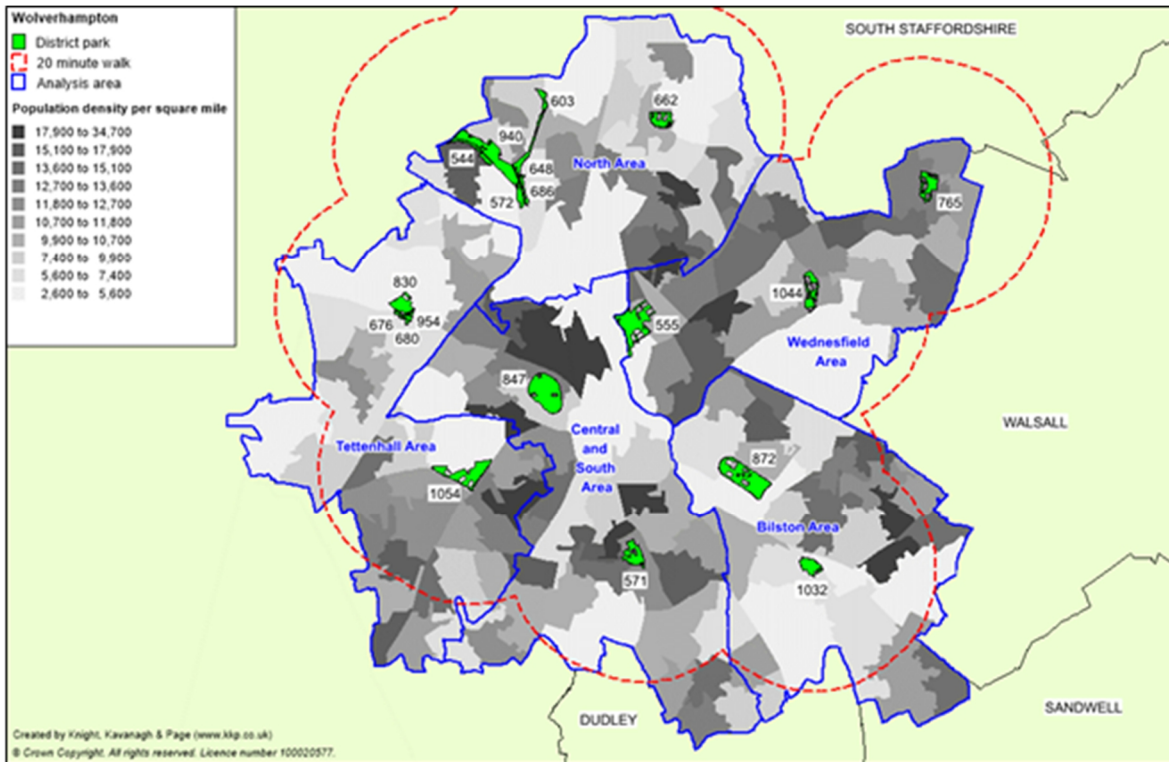 Wolverhampton
District park
20 minute walk
Analysis area
Population density per square mile
17,900 to 34,700
15,100 to 17,900
13,600 to 15,100
12,700 to 13,600
11,800 to 12,700
10,700 to 11,800
9,900 to 10,700
7,400 to 9,900
5,600 to 7,400
2,600 to 5,600
SOUTH STAFFORDSHIRE
603
662
940
544
648
North Area
686
572
765
830
1044
676
954
555
680
Wednesfield
Area
847
WALSALL
Central
and
South
Area
Tettenhall Area
872
1054
Bilston Area
571
1032
DUDLEY
SANDWELL
Created by Knight, Kavanagh & Page (www.kkp.co.uk)
© Crown Copyright. All rights reserved. Licence number 100020577.